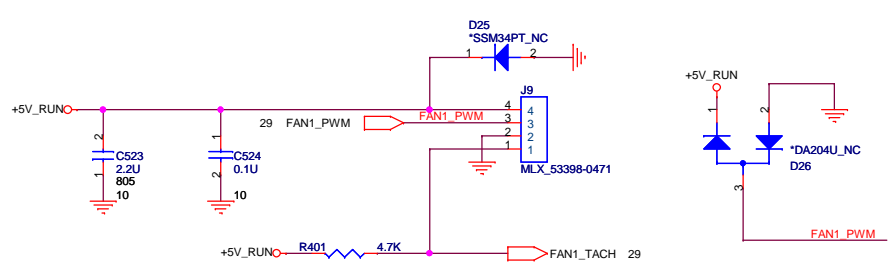 D25
*SSM34PT_NC
1 2
+5V_RUN
J9
4 4
29 FAN1_PWM FAN1_PWM 3 3
2 2
1 1
MLX_53398-0471
2
C523
2.2U
805
1
10
1
C524
0.1U
2
10
+5V_RUN R401 4.7K FAN1_TACH 29
+5V_RUN
1 2
*DA204U_NC
D26
3
FAN1_PWM